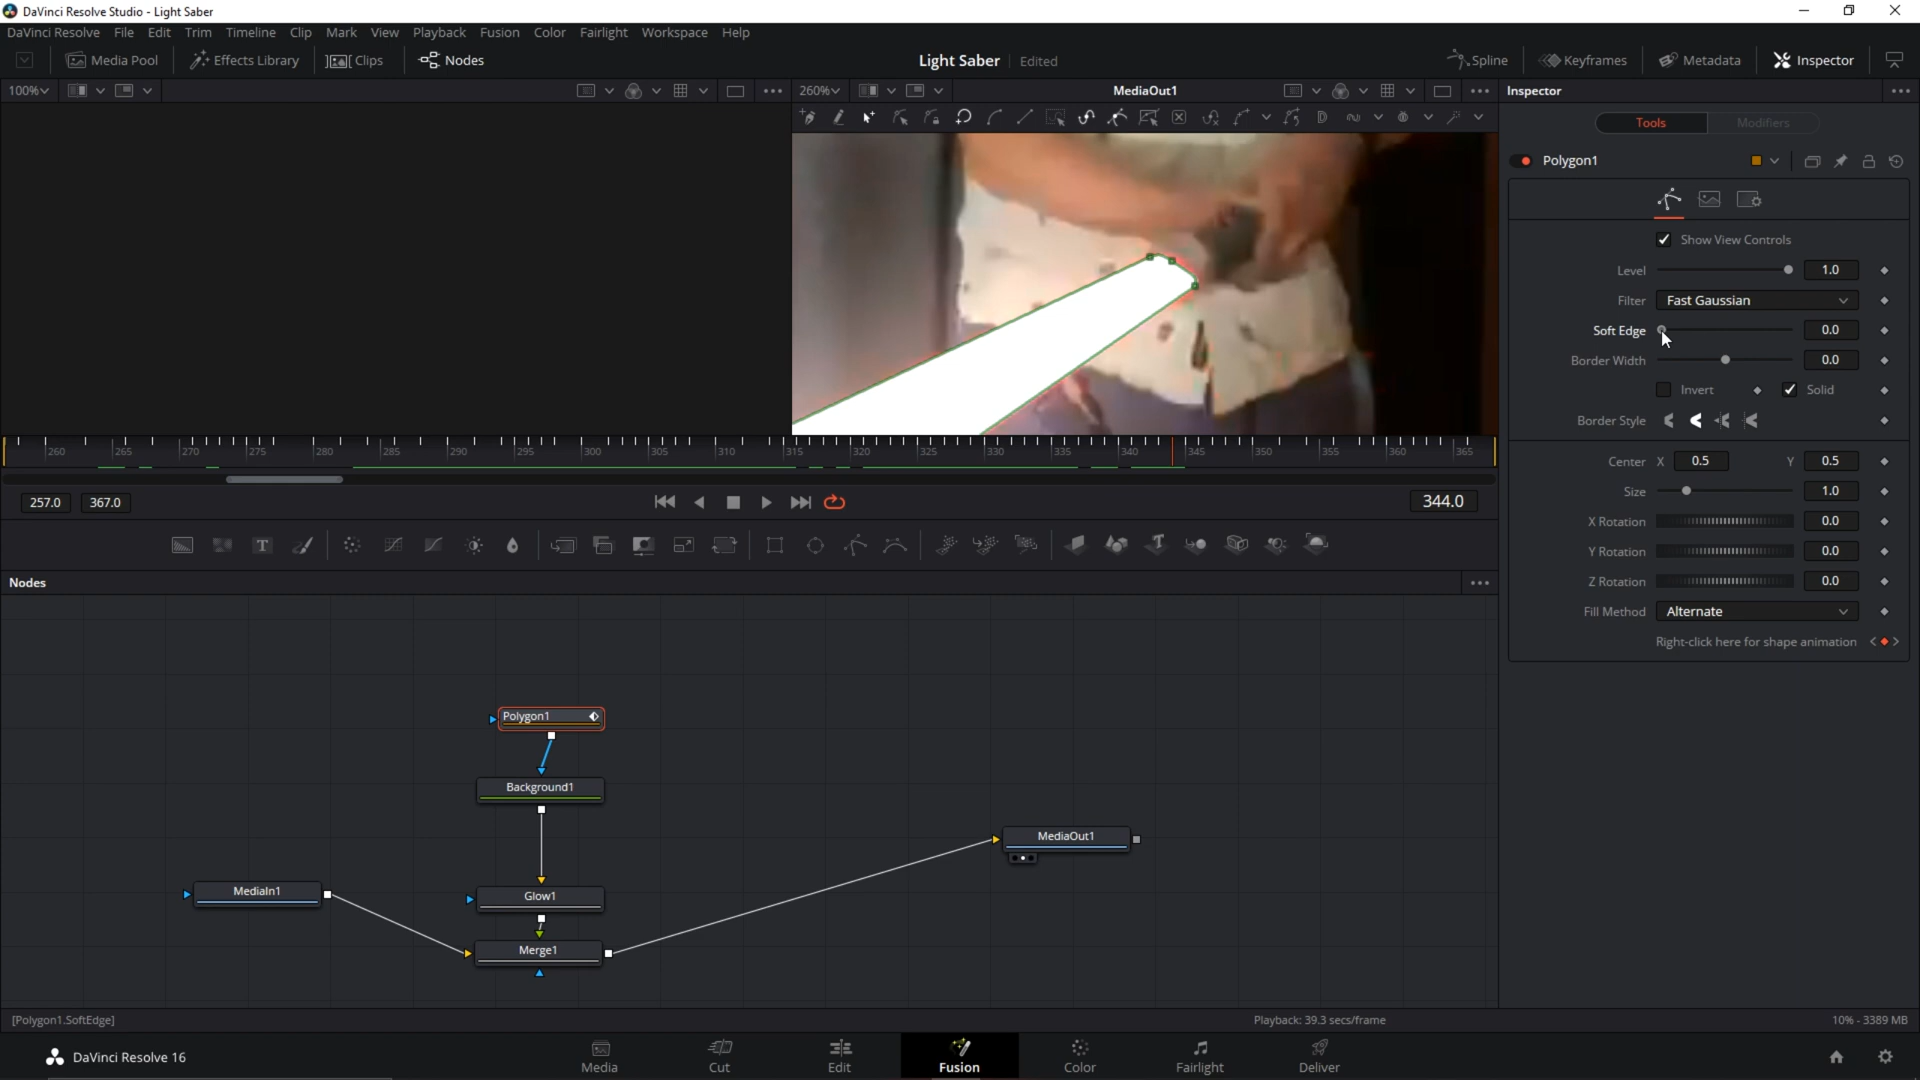 DaVinci Resolve Studio - Light Saber
DaVinci Resolve File Edit Trim Timeline Clip Mark View Playback Fusion Color Fairlight Workspace Help
Media Pool Effects Library Clips Nodes Light Saber Edited Spline Keyframes Metadata Inspector
100% 260% MediaOut1 Inspector
Tools Modifiers
Polygon1
Show View Controls
Level 1.0
Filter Fast Gaussian
Soft Edge 0.0
Border Width 0.0
Invert Solid
Border Style
260 265 270 275 280 285 290 295 300 305 310 315 320 325 330 335 340 345 350 355 360 365
Center X 0.5 Y 0.5
Size 1.0
257.0 367.0 344.0
X Rotation 0.0
Y Rotation 0.0
Z Rotation 0.0
Nodes
Fill Method Alternate
Right-click here for shape animation
Polygon1
Background1
MediaOut1
MediaIn1
Glow1
Merge1
[Polygon1.SoftEdge] Playback: 39.3 secs/frame 10% - 3389 MB
DaVinci Resolve 16
Media Cut Edit Fusion Color Fairlight Deliver